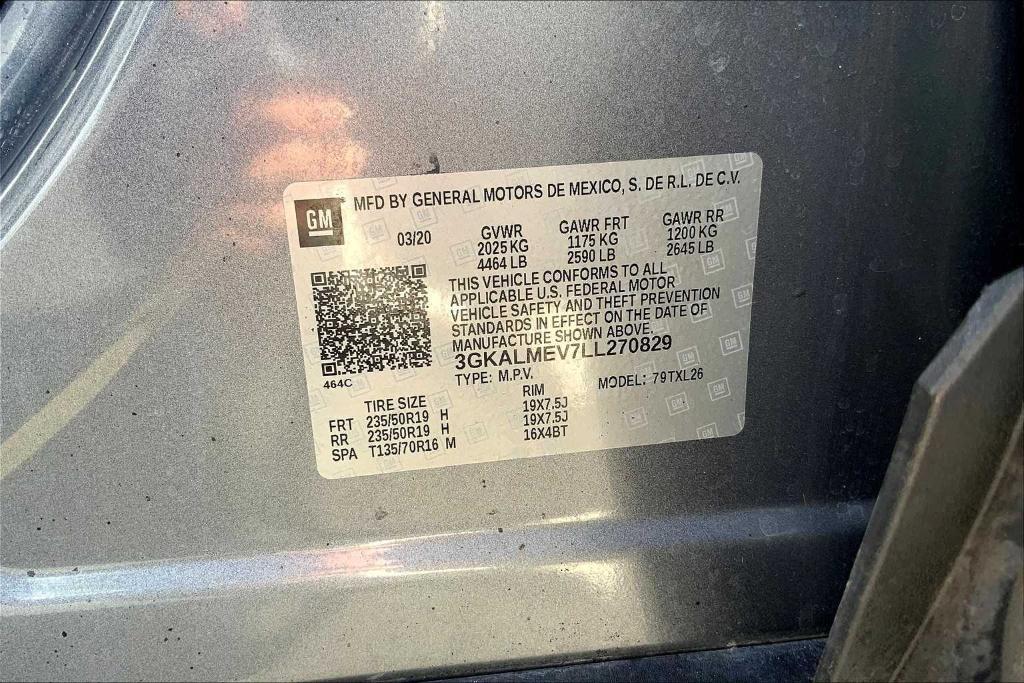 GM MFD BY GENERAL MOTORS DE MEXICO, S. DE R.L. DE C.V.
03/20 GVWR GAWR FRT GAWR RR
2025 KG 1175 KG 1200 KG
4464 LB 2590 LB 2645 LB
THIS VEHICLE CONFORMS TO ALL
APPLICABLE U.S. FEDERAL MOTOR
VEHICLE SAFETY AND THEFT PREVENTION
STANDARDS IN EFFECT ON THE DATE OF
MANUFACTURE SHOWN ABOVE.
3GKALMEV7LL270829
464C TYPE: M.P.V. MODEL: 79TXL26
TIRE SIZE RIM
FRT 235/50R19 H 19X7.5J
RR 235/50R19 H 19X7.5J
SPA T135/70R16 M 16X4BT